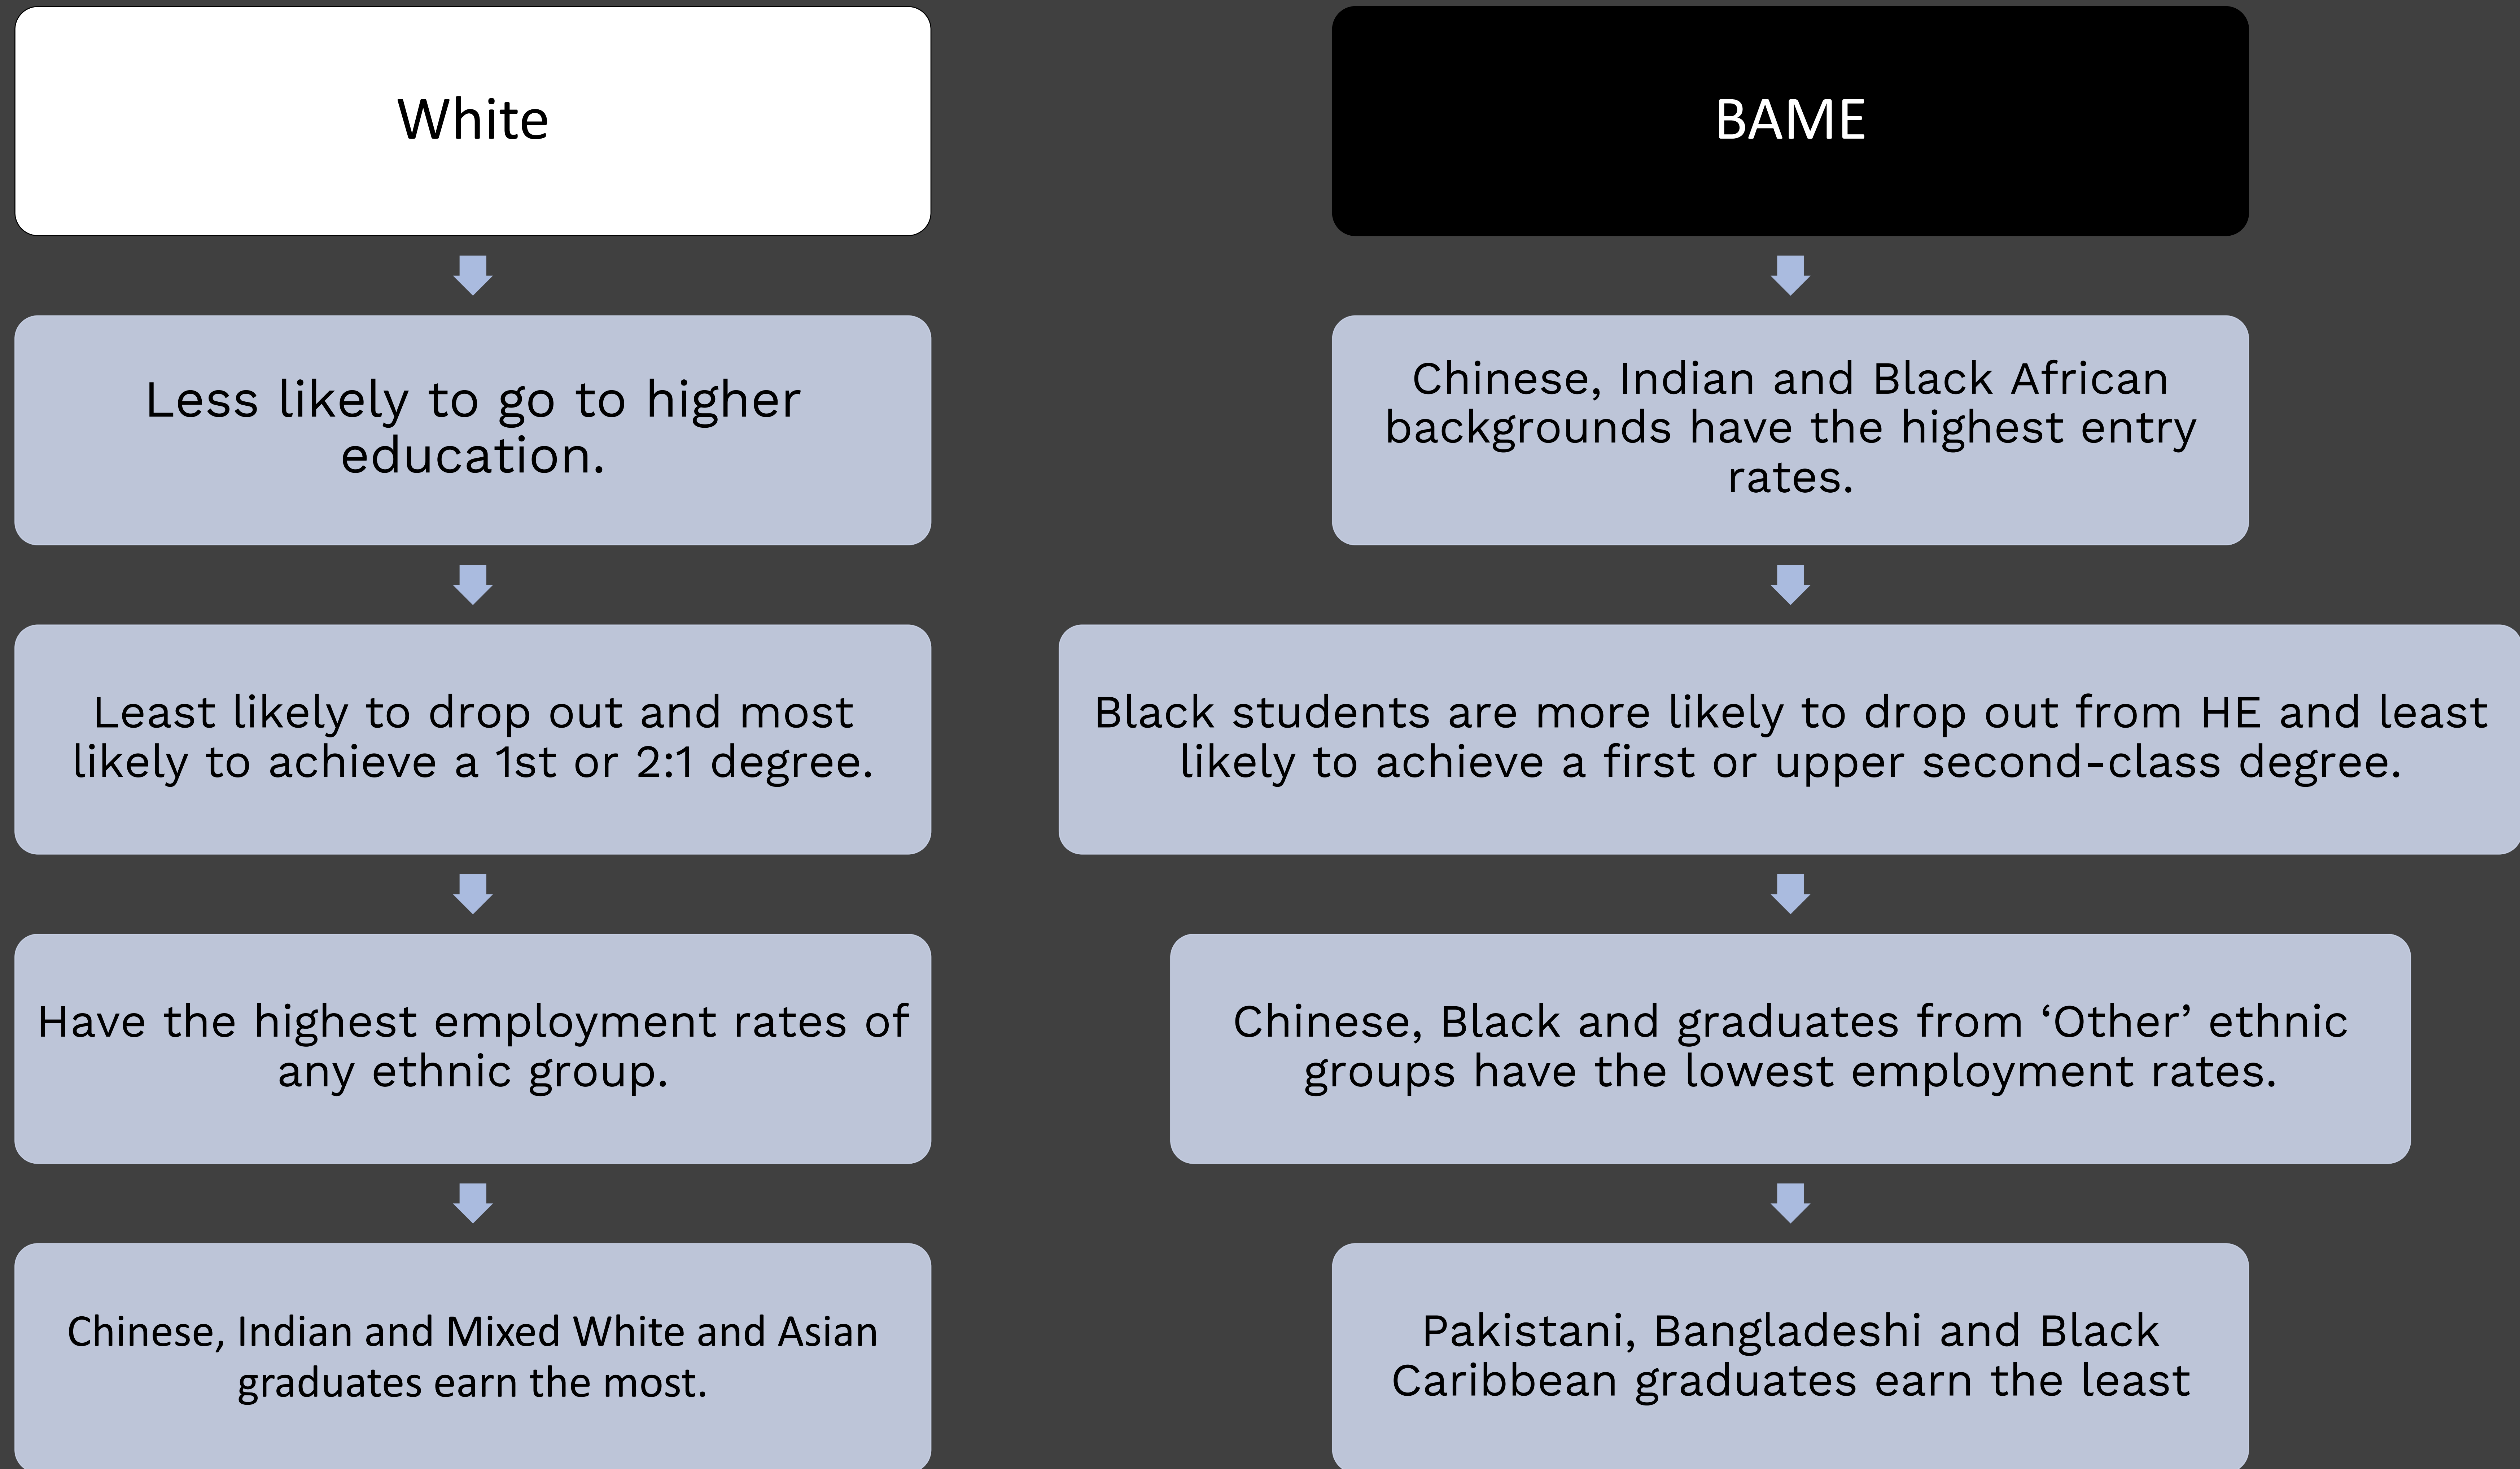 White
Less likely to go to higher
education.
Least likely to drop out and most
likely to achieve a 1st or 2:1 degree.
Have the highest employment rates of
any ethnic group.
Chinese, Indian and Mixed White and Asian
graduates earn the most.
BAME
Chinese, Indian and Black African
backgrounds have the highest entry
rates.
Black students are more likely to drop out from HE and least
likely to achieve a first or upper second-class degree.
Chinese, Black and graduates from ‘Other’ ethnic
groups have the lowest employment rates.
Pakistani, Bangladeshi and Black
Caribbean graduates earn the least